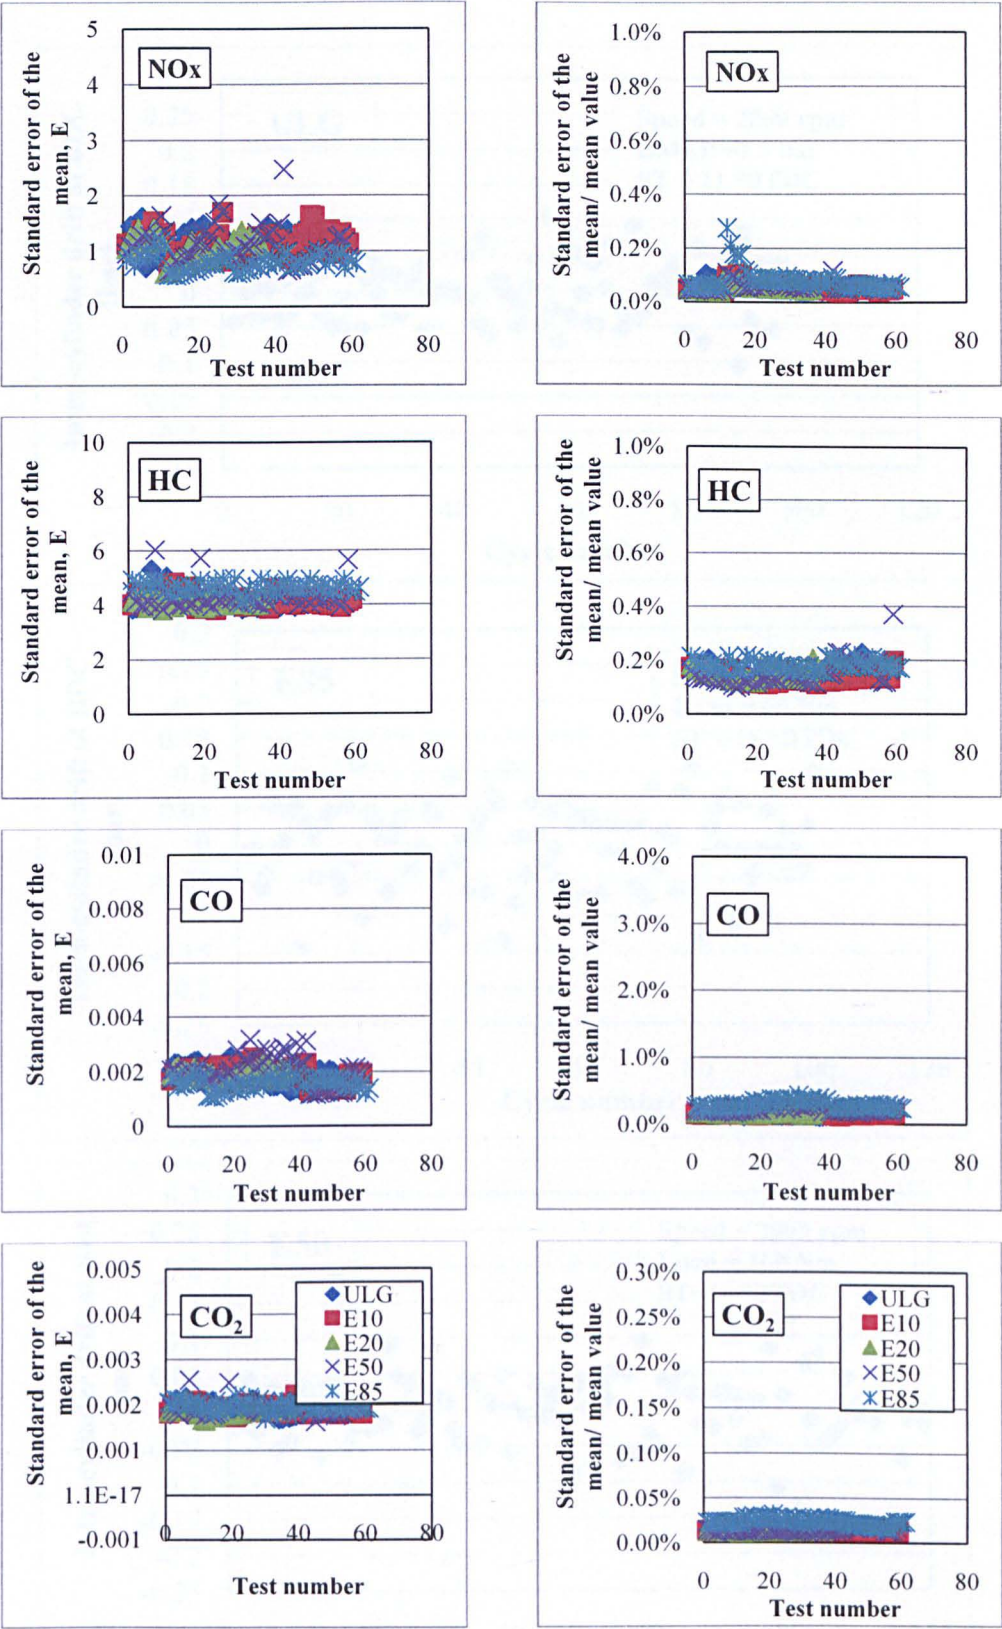 5
4
3
2
1
0
NOx
0 20 40 60 80
Test number
Standard error of the
mean, E
1.0%
0.8%
0.6%
0.4%
0.2%
0.0%
NOx
0 20 40 60 80
Test number
Standard error of the
mean/ mean value
10
8
6
4
2
0
HC
0 20 40 60 80
Test number
Standard error of the
mean, E
1.0%
0.8%
0.6%
0.4%
0.2%
0.0%
HC
0 20 40 60 80
Test number
Standard error of the
mean/ mean value
0.01
0.008
0.006
0.004
0.002
0
CO
0 20 40 60 80
Test number
Standard error of the
mean, E
4.0%
3.0%
2.0%
1.0%
0.0%
CO
0 20 40 60 80
Test number
Standard error of the
mean/ mean value
0.005
0.004
0.003
0.002
0.001
1.1E-17
-0.001
CO₂
ULG
E10
E20
E50
E85
0 20 40 60 80
Test number
Standard error of the
mean, E
0.30%
0.25%
0.20%
0.15%
0.10%
0.05%
0.00%
CO₂
ULG
E10
E20
E50
E85
0 20 40 60 80
Test number
Standard error of the
mean/ mean value